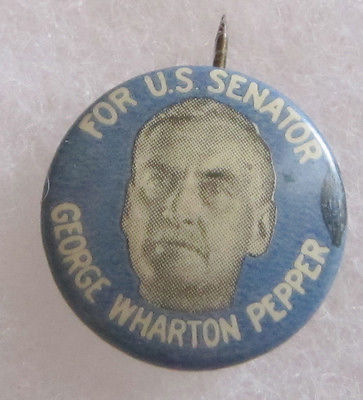 FOR U.S. SENATOR
GEORGE WHARTON PEPPER